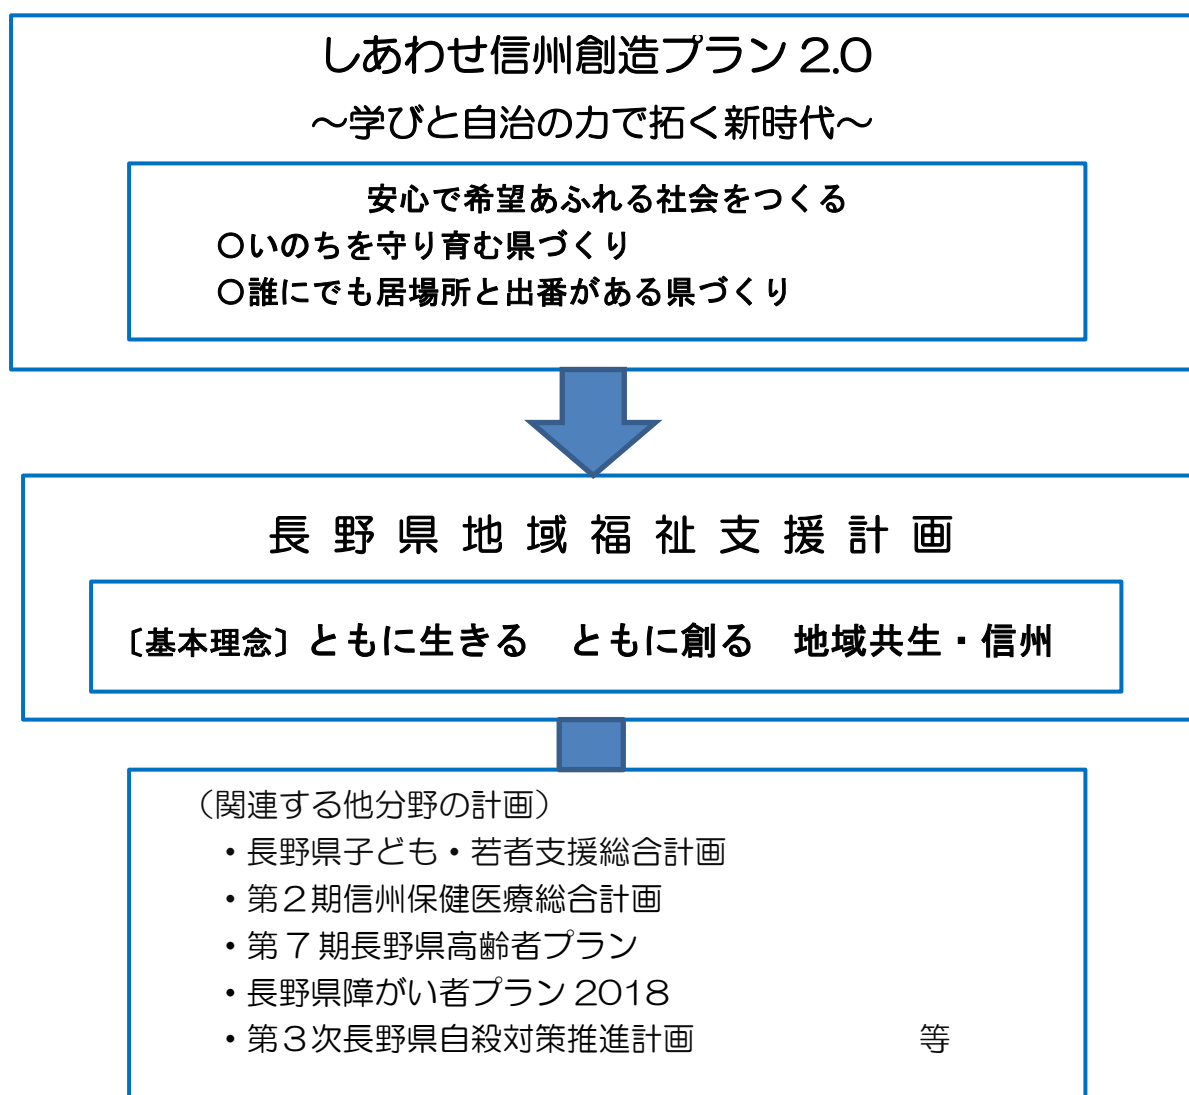 しあわせ信州創造プラン 2.0
～学びと自治の力で拓く新時代～
安心で希望あふれる社会をつくる
○いのちを守り育む県づくり
○誰にでも居場所と出番がある県づくり
長野県地域福祉支援計画
〔基本理念〕ともに生きる　ともに創る　地域共生・信州
（関連する他分野の計画）
・長野県子ども・若者支援総合計画
・第２期信州保健医療総合計画
・第７期長野県高齢者プラン
・長野県障がい者プラン 2018
・第３次長野県自殺対策推進計画　　　　　　　等